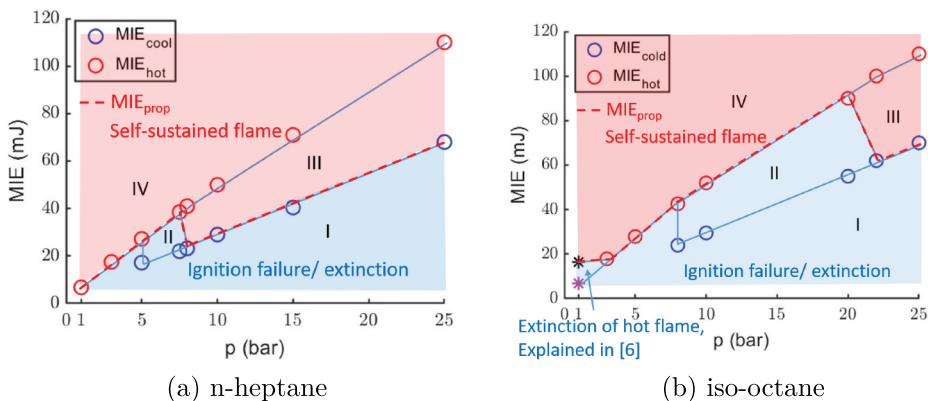 120
100
80
60
40
20
0
MIE (mJ)
MIEcool
MIEhot
MIEprop
Self-sustained flame
IV
III
II
I
Ignition failure/ extinction
0 1 5 10 15 20 25
p (bar)
(a) n-heptane
120
100
80
60
40
20
0
MIE (mJ)
MIEcold
MIEhot
IV
MIEprop
Self-sustained flame
III
II
I
Ignition failure/ extinction
0 1 5 10 15 20 25
Extinction of hot flame,
Explained in [6]
p (bar)
(b) iso-octane